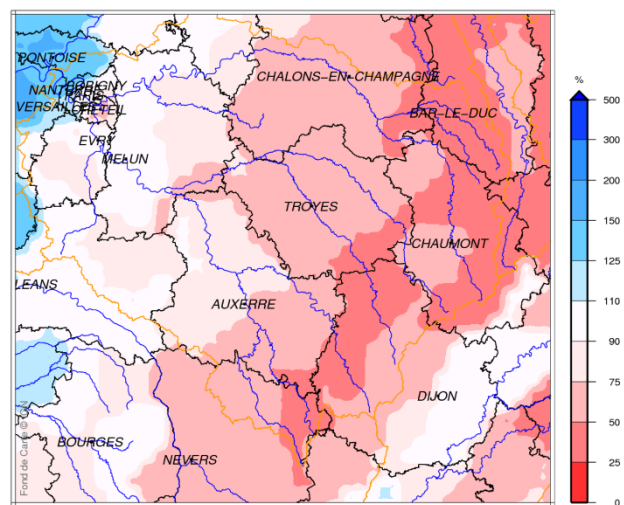 %
PONTOISE
CHALONS-EN-CHAMPAGNE
BOBIGNY
NANTERRE
PARIS
VERSAILLES
CRETEIL
BAR-LE-DUC
EVRY
MELUN
TROYES
CHAUMONT
LEANS
AUXERRE
DIJON
BOURGES
NEVERS
Fond de Carte © IGN
500
300
200
150
125
110
90
75
50
25
0